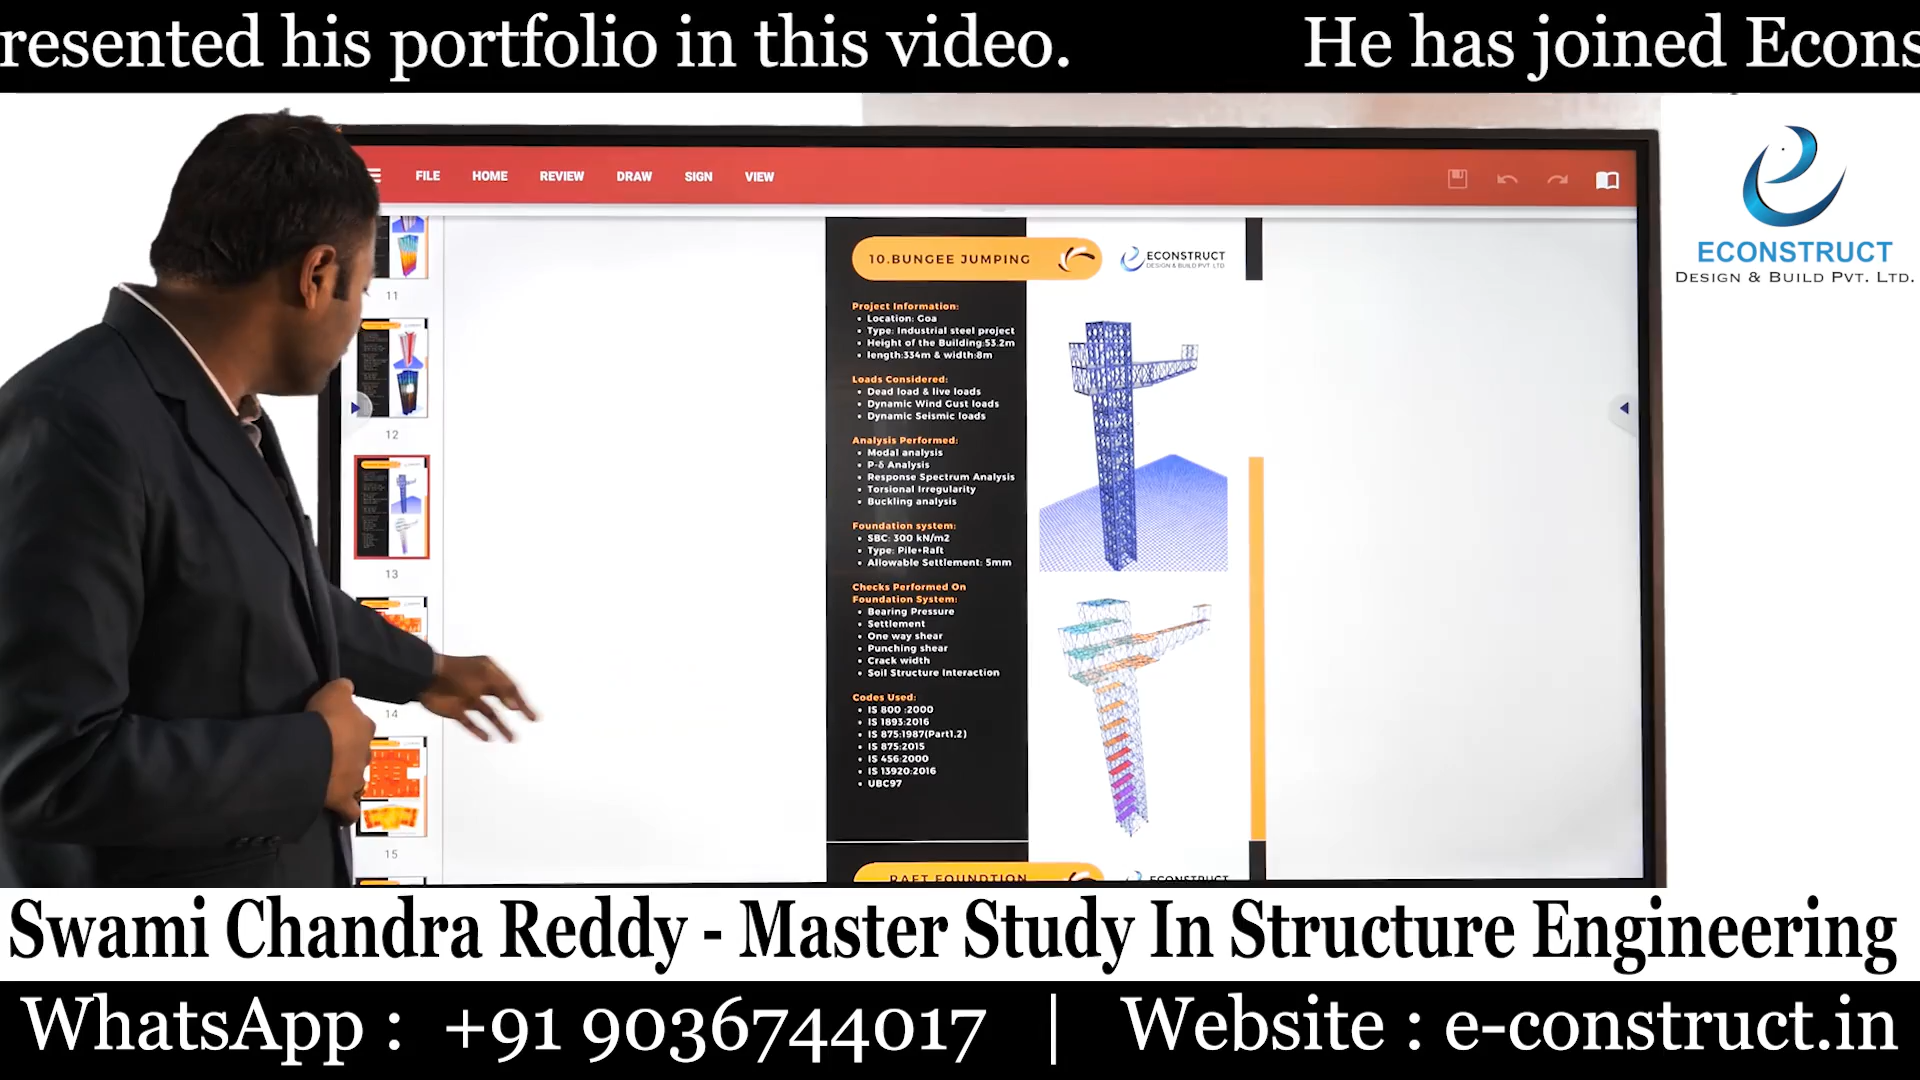 resented his portfolio in this video. He has joined Econs
ECONSTRUCT
DESIGN & BUILD PVT. LTD.
FILE HOME REVIEW DRAW SIGN VIEW
11
12
13
14
15
10.BUNGEE JUMPING
ECONSTRUCT
DESIGN & BUILD PVT. LTD
Project Information:
• Location: Goa
• Type: Industrial steel project
• Height of the Building:53.2m
• length:334m & width:8m
Loads Considered:
• Dead load & live loads
• Dynamic Wind Gust loads
• Dynamic Seismic loads
Analysis Performed:
• Modal analysis
• P-δ Analysis
• Response Spectrum Analysis
• Torsional Irregularity
• Buckling analysis
Foundation system:
• SBC: 300 kN/m2
• Type: Pile+Raft
• Allowable Settlement: 5mm
Checks Performed On
Foundation System:
• Bearing Pressure
• Settlement
• One way shear
• Punching shear
• Crack width
• Soil Structure Interaction
Codes Used:
• IS 800 :2000
• IS 1893:2016
• IS 875:1987(Part1,2)
• IS 875:2015
• IS 456:2000
• IS 13920:2016
• UBC97
RAFT FOUNDTION
ECONSTRUCT
Swami Chandra Reddy - Master Study In Structure Engineering
WhatsApp : +91 9036744017 | Website : e-construct.in